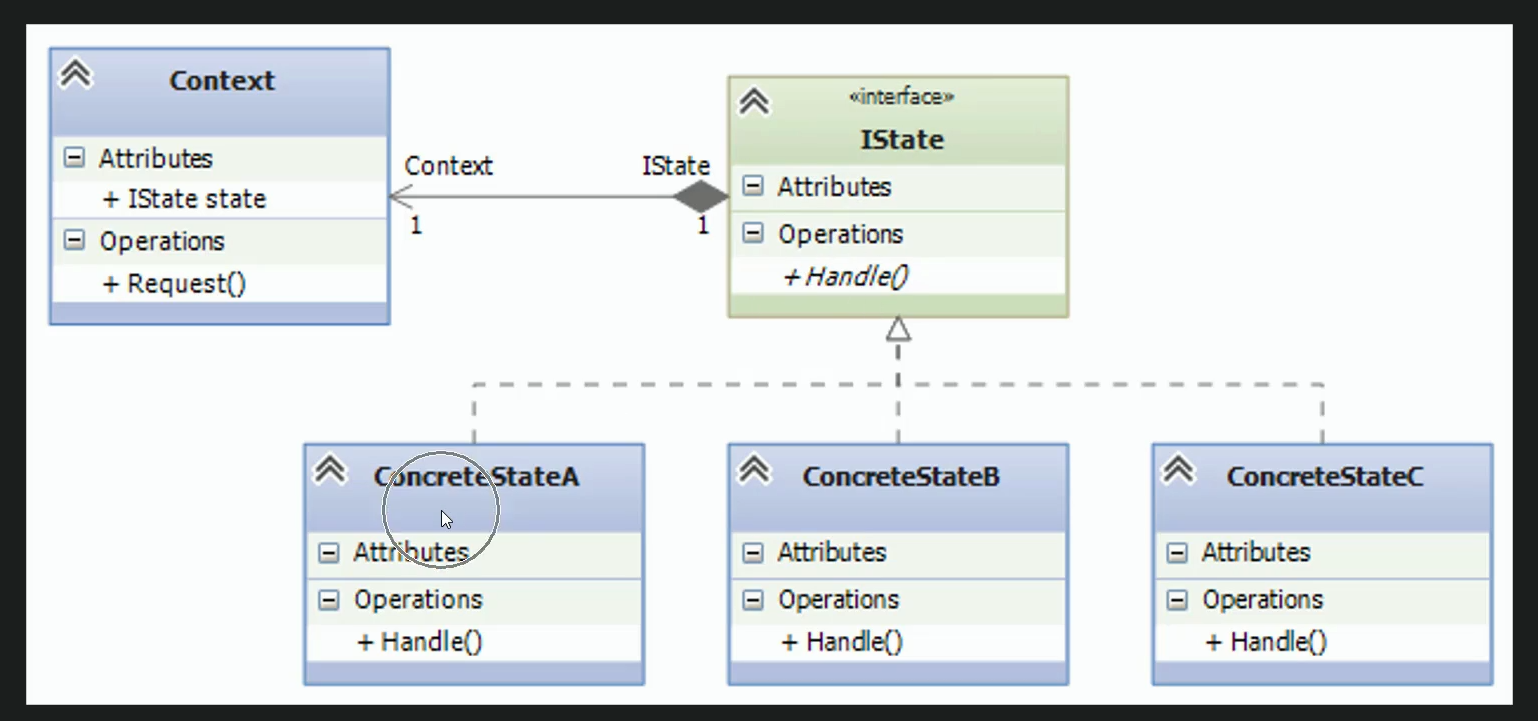 Context
Attributes
+ IState state
Operations
+ Request()
Context
1
IState
1
«interface»
IState
Attributes
Operations
+ Handle()
ConcreteStateA
Attributes
Operations
+ Handle()
ConcreteStateB
Attributes
Operations
+ Handle()
ConcreteStateC
Attributes
Operations
+ Handle()